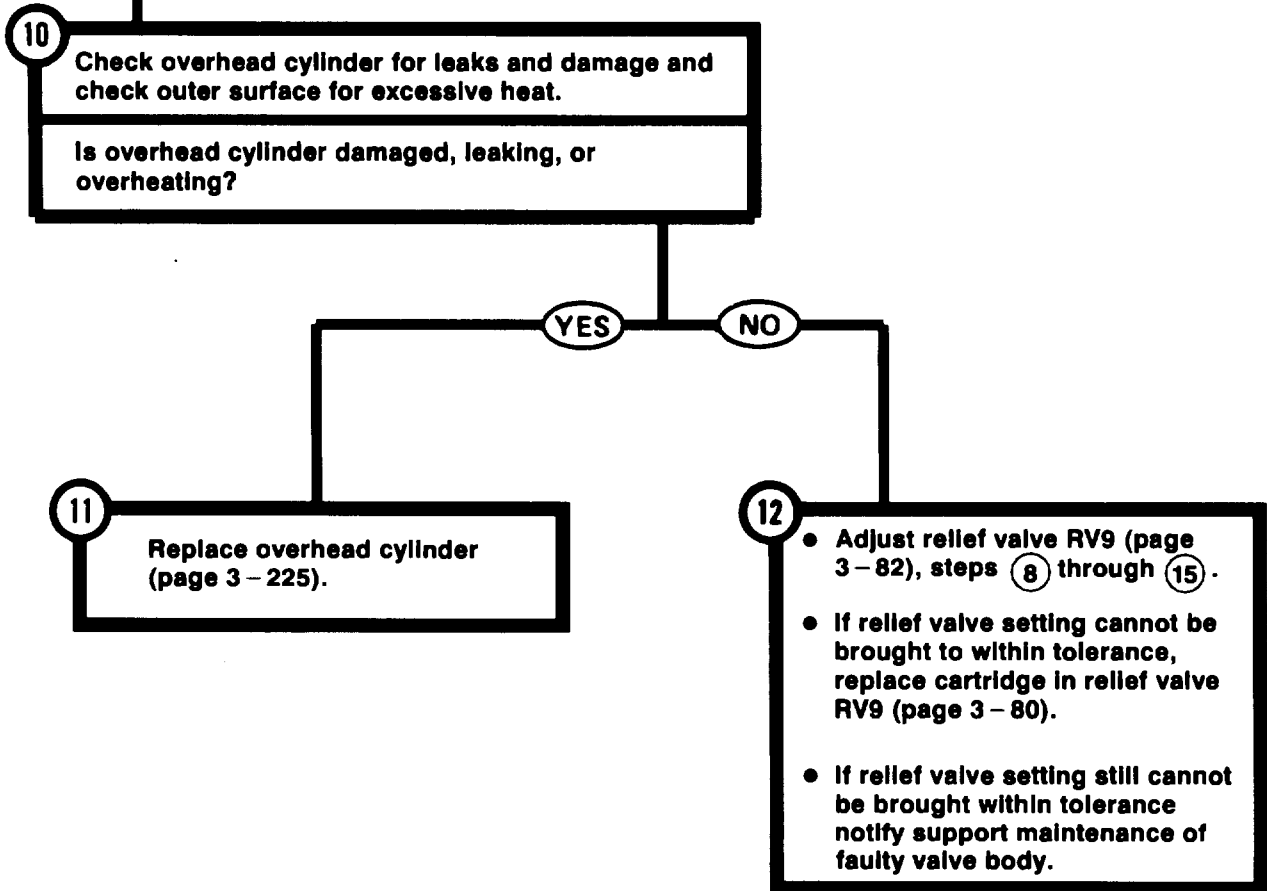 10
Check overhead cylinder for leaks and damage and
check outer surface for excessive heat.
Is overhead cylinder damaged, leaking, or
overheating?
YES
NO
11
Replace overhead cylinder
(page 3–225).
12
● Adjust relief valve RV9 (page
3–82), steps 8 through 15.
● If relief valve setting cannot be
brought to within tolerance,
replace cartridge in relief valve
RV9 (page 3–80).
● If relief valve setting still cannot
be brought within tolerance
notify support maintenance of
faulty valve body.